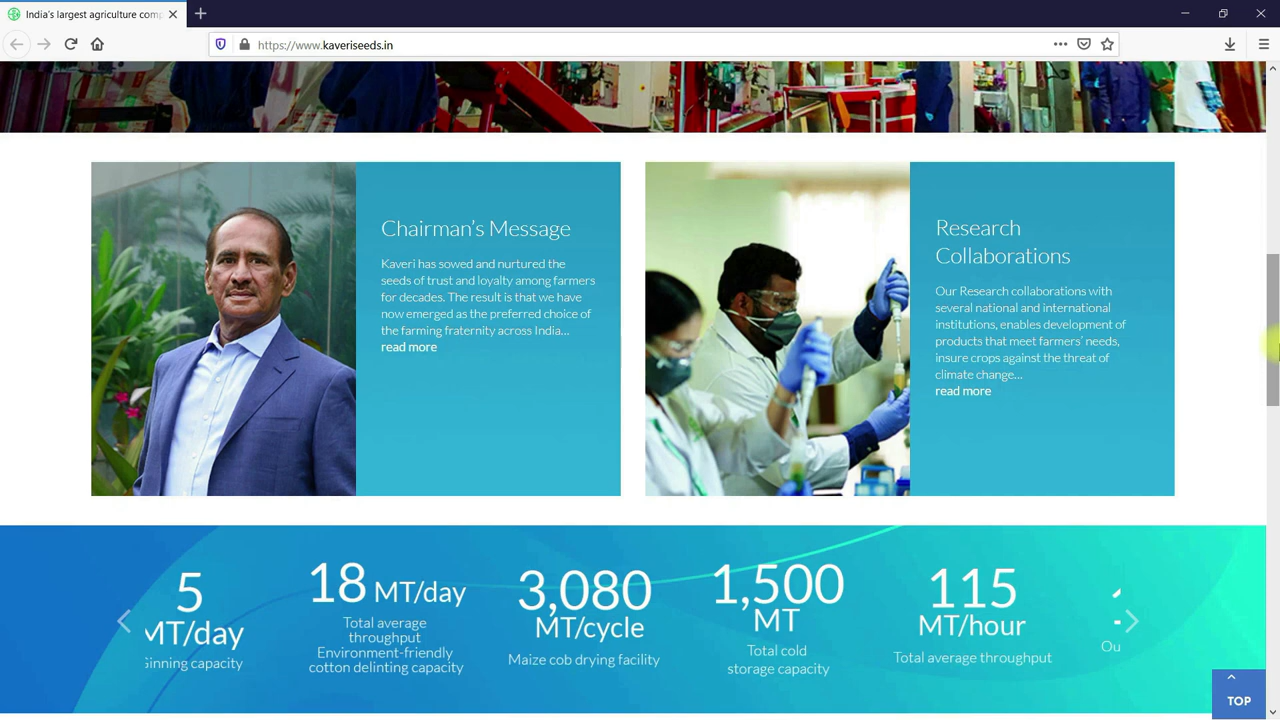 India's largest agriculture comp
https://www.kaveriseeds.in
Chairman's Message
Kaveri has sowed and nurtured the
seeds of trust and loyalty among farmers
for decades. The result is that we have
now emerged as the preferred choice of
the farming fraternity across India...
read more
Research
Collaborations
Our Research collaborations with
several national and international
institutions, enables development of
products that meet farmers' needs,
insure crops against the threat of
climate change...
read more
5
MT/day
Ginning capacity
18 MT/day
Total average
throughput
Environment-friendly
cotton delinting capacity
3,080
MT/cycle
Maize cob drying facility
1,500
MT
Total cold
storage capacity
115
MT/hour
Total average throughput
Ou
TOP